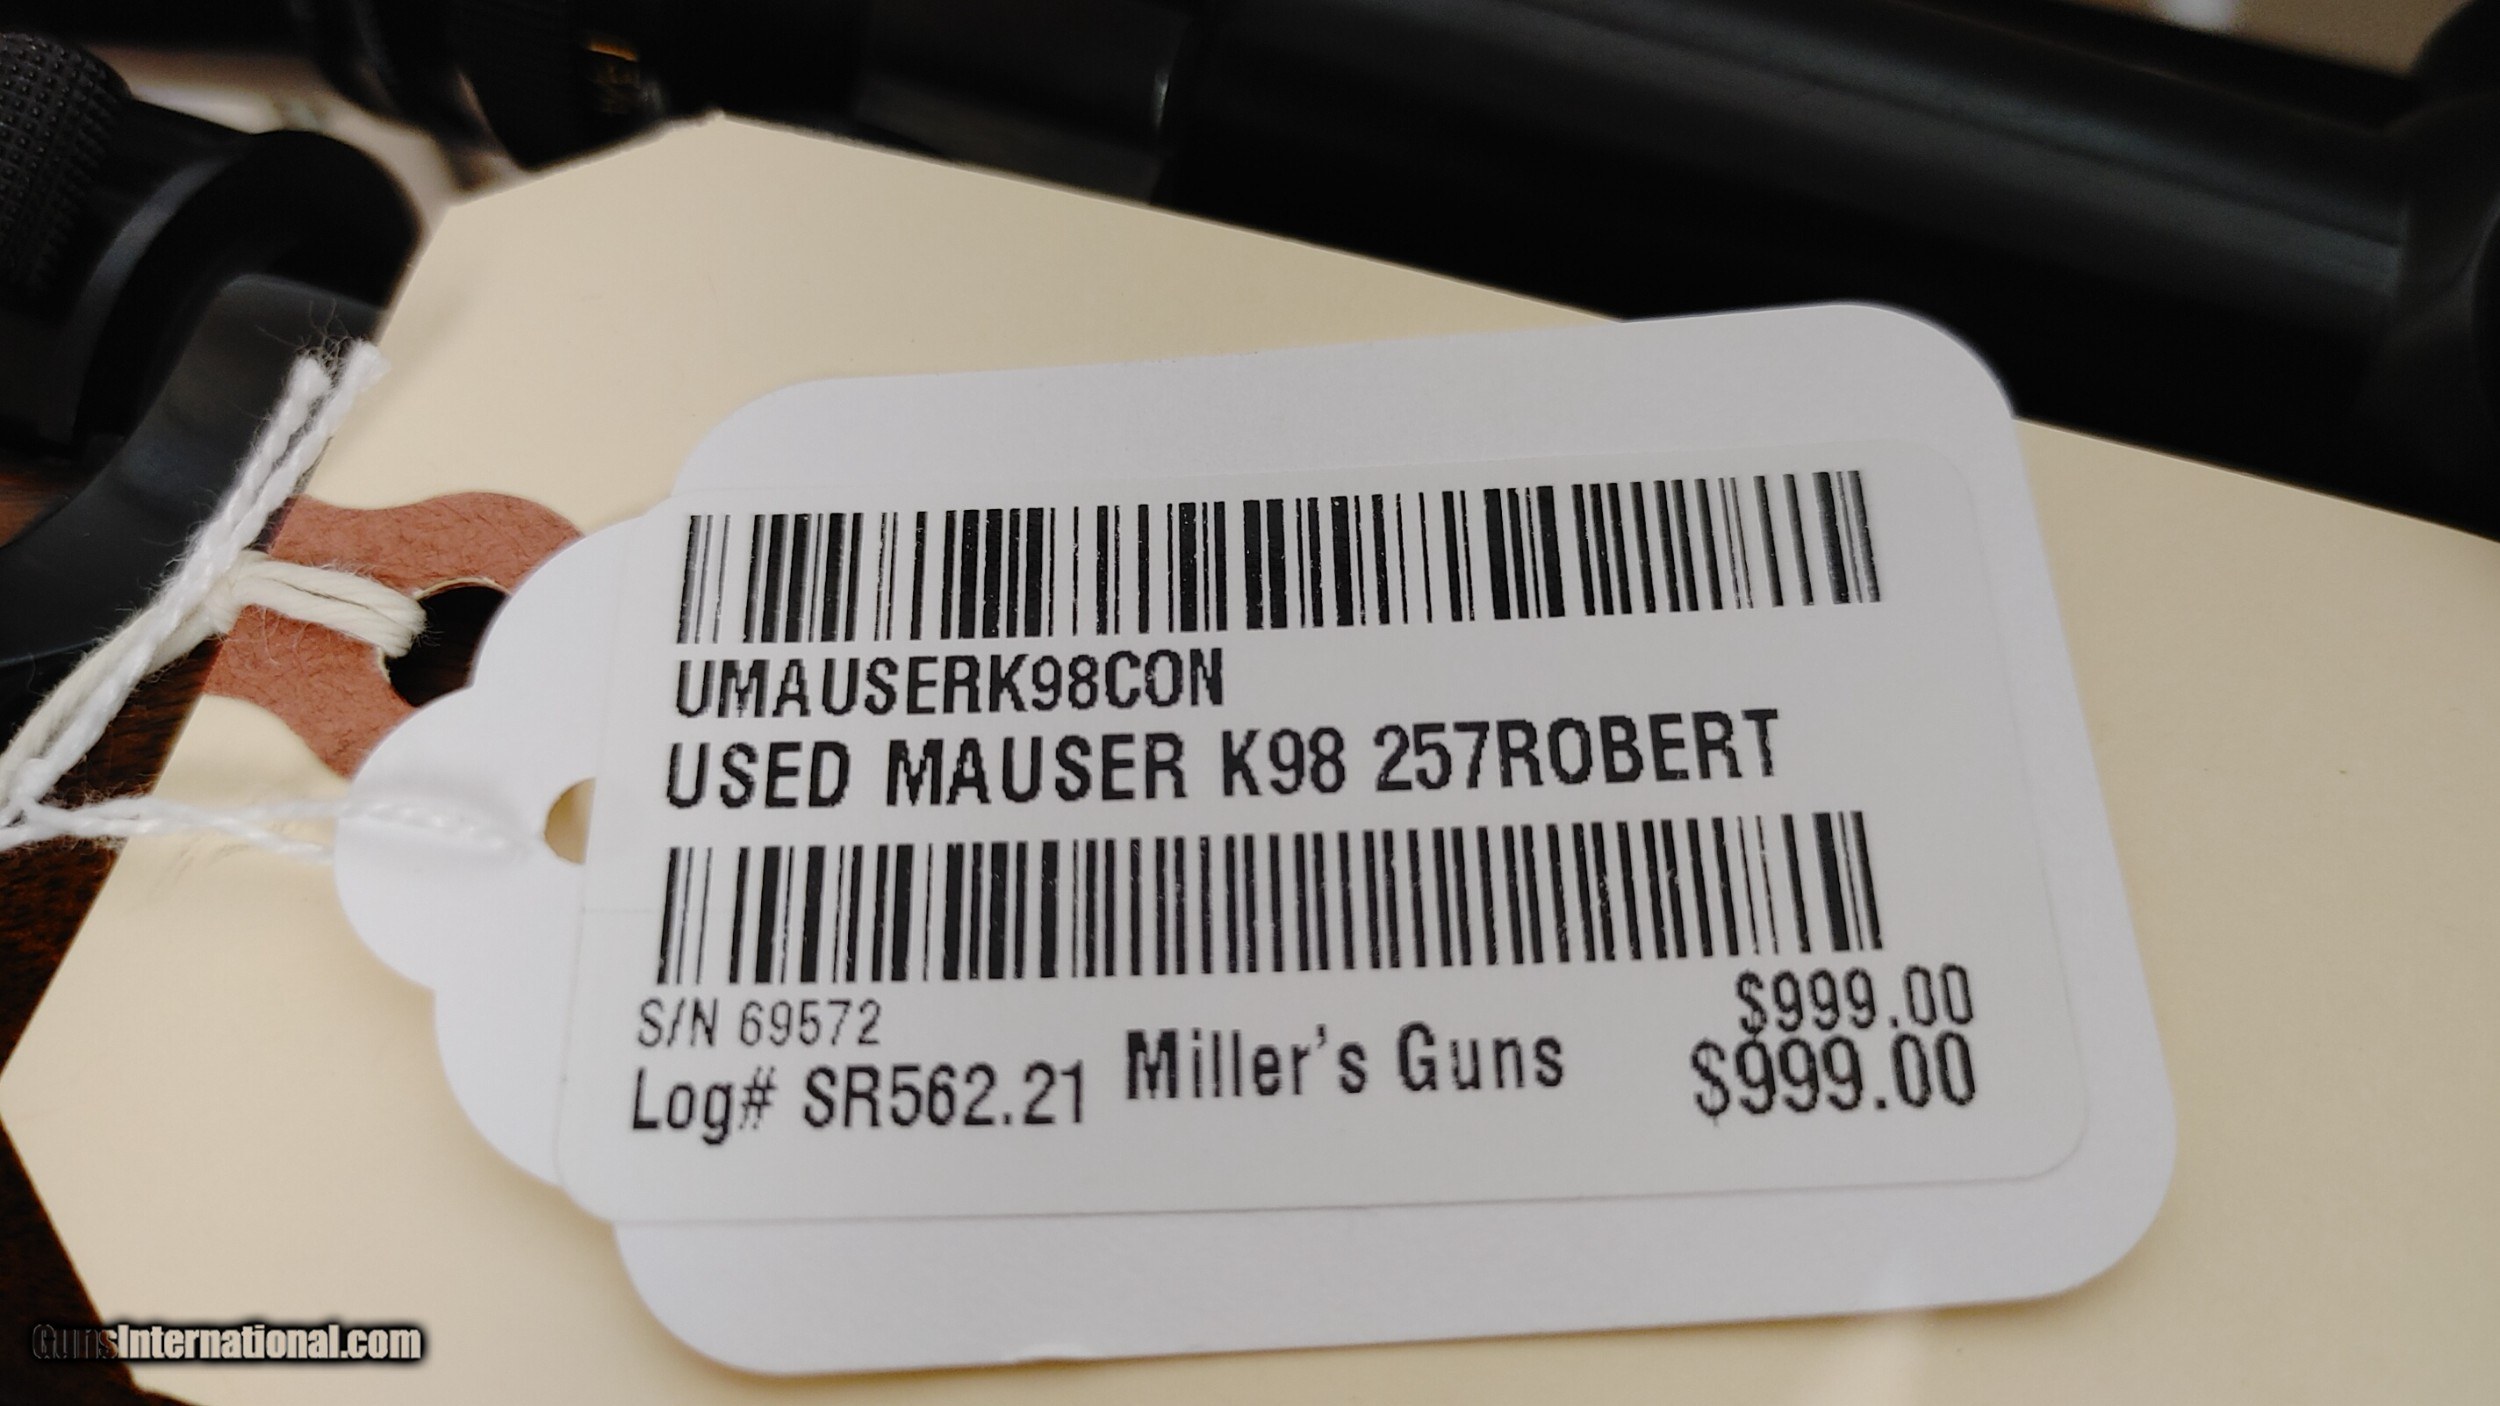 UMAUSERK98CON
USED MAUSER K98 257ROBERT
S/N 69572
$999.00
Log# SR562.21
Miller's Guns
$999.00
GunsInternational.com